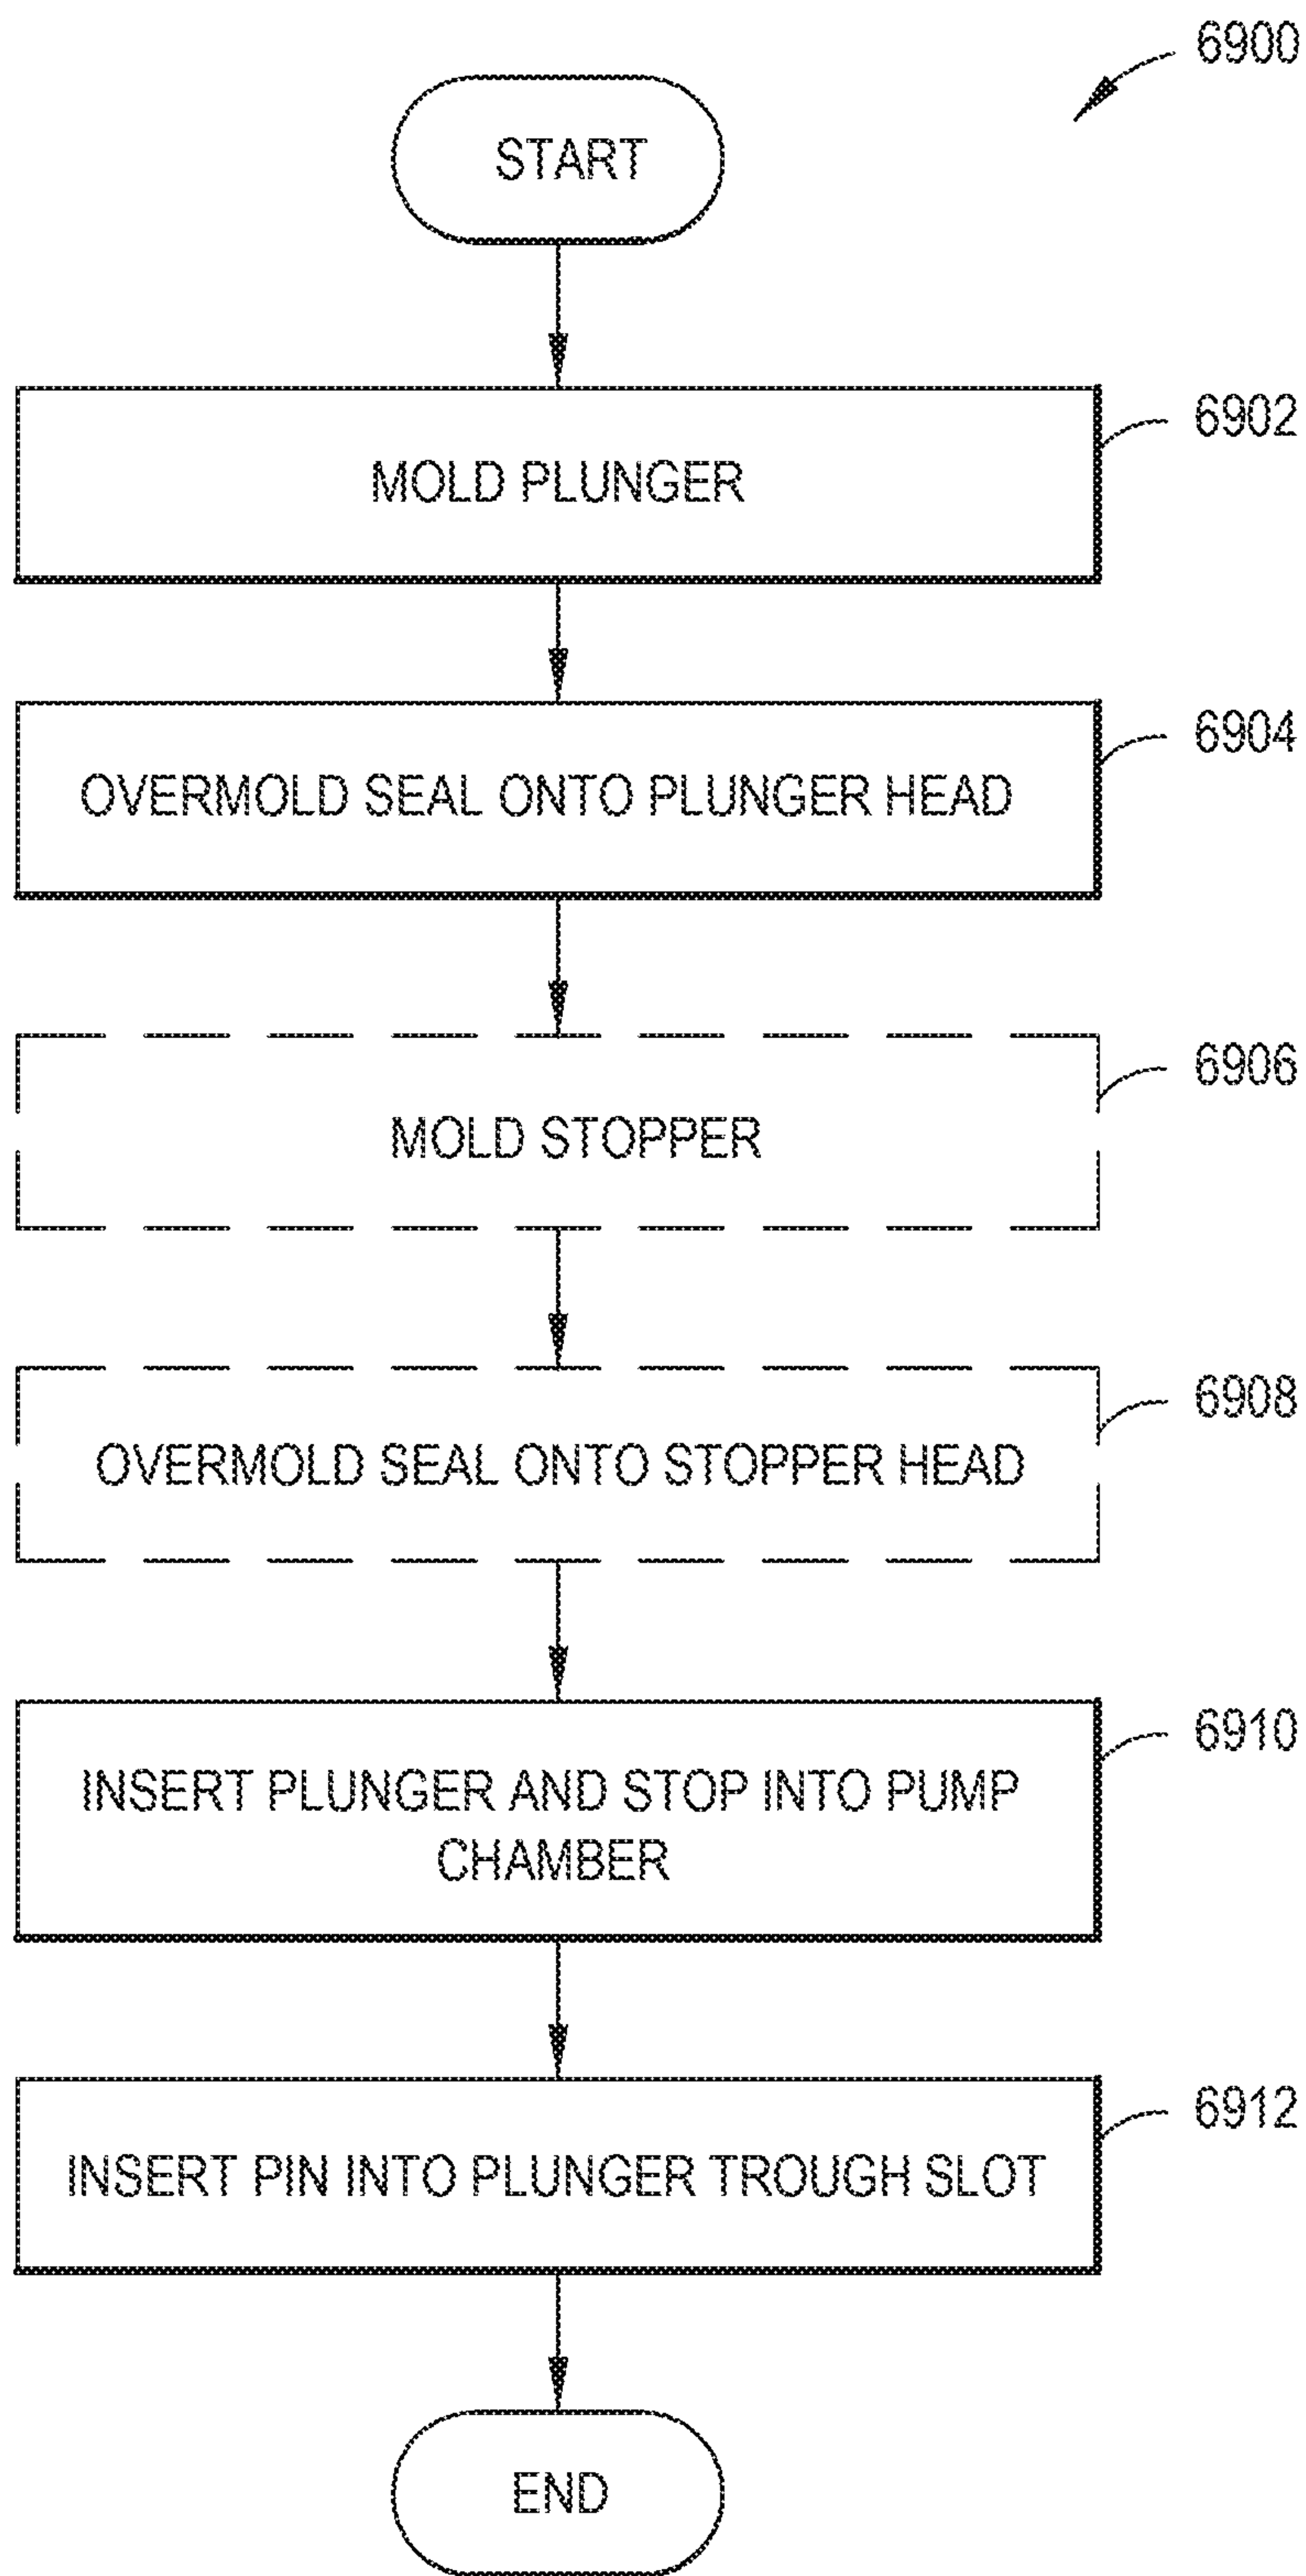 6900
START
6902
MOLD PLUNGER
6904
OVERMOLD SEAL ONTO PLUNGER HEAD
6906
MOLD STOPPER
6908
OVERMOLD SEAL ONTO STOPPER HEAD
6910
INSERT PLUNGER AND STOP INTO PUMP
CHAMBER
6912
INSERT PIN INTO PLUNGER TROUGH SLOT
END